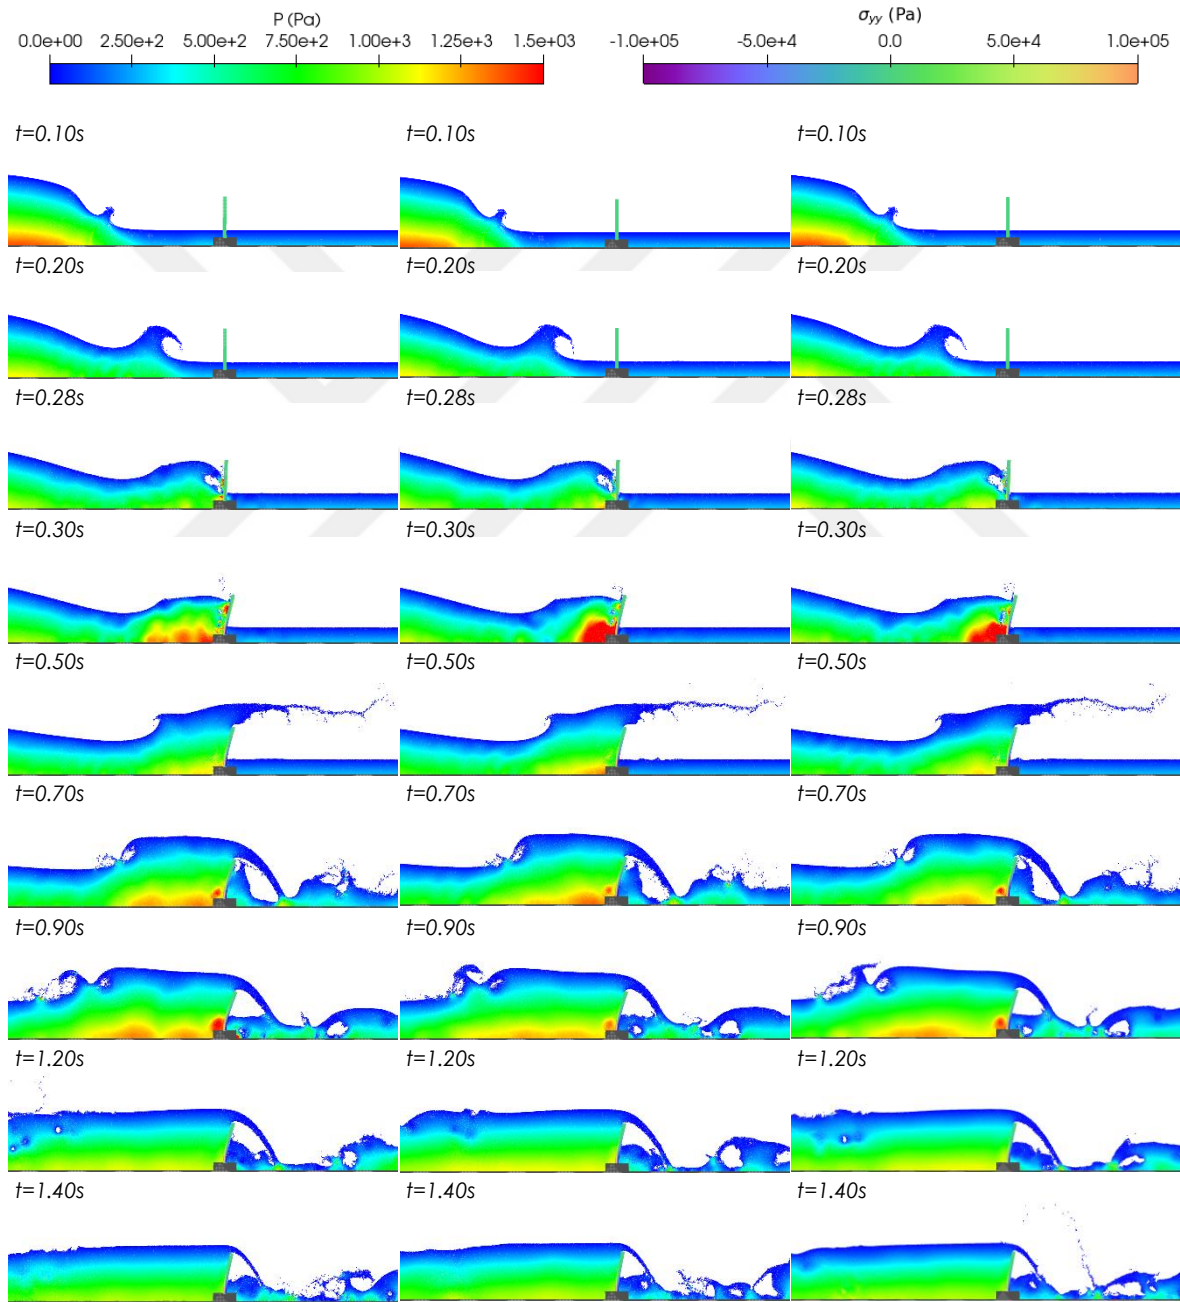 P (Pa)
0.0e+00 2.50e+2 5.00e+2 7.50e+2 1.00e+3 1.25e+3 1.5e+03
σyy (Pa)
-1.0e+05 -5.0e+4 0.0 5.0e+4 1.0e+05
t=0.10s t=0.10s t=0.10s
t=0.20s t=0.20s t=0.20s
t=0.28s t=0.28s t=0.28s
t=0.30s t=0.30s t=0.30s
t=0.50s t=0.50s t=0.50s
t=0.70s t=0.70s t=0.70s
t=0.90s t=0.90s t=0.90s
t=1.20s t=1.20s t=1.20s
t=1.40s t=1.40s t=1.40s